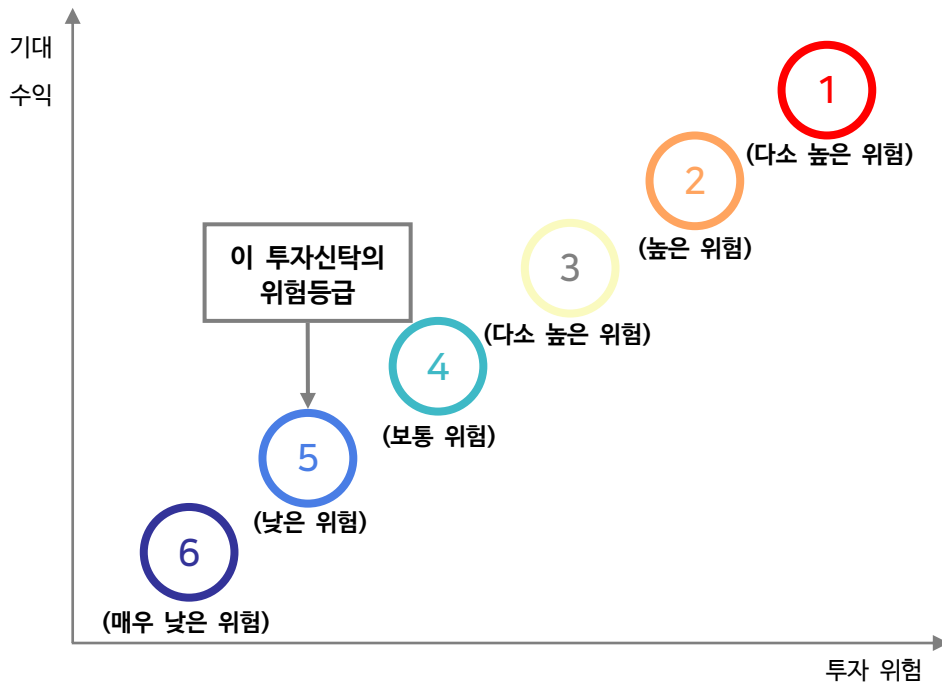 기대
수익
1
(다소 높은 위험)
2
(높은 위험)
3
(다소 높은 위험)
이 투자신탁의
위험등급
4
(보통 위험)
5
(낮은 위험)
6
(매우 낮은 위험)
투자 위험